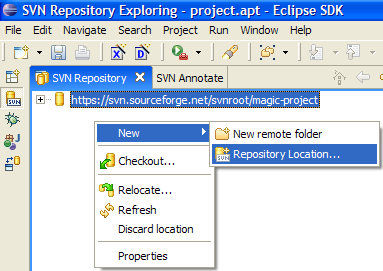 SVN Repository Exploring - project.apt - Eclipse SDK
File Edit Navigate Search Project Run Window Help
SVN Repository SVN Annotate
https://svn.sourceforge.net/svnroot/magic-project
New
New remote folder
Repository Location...
Checkout...
Relocate...
Refresh
Discard location
Properties